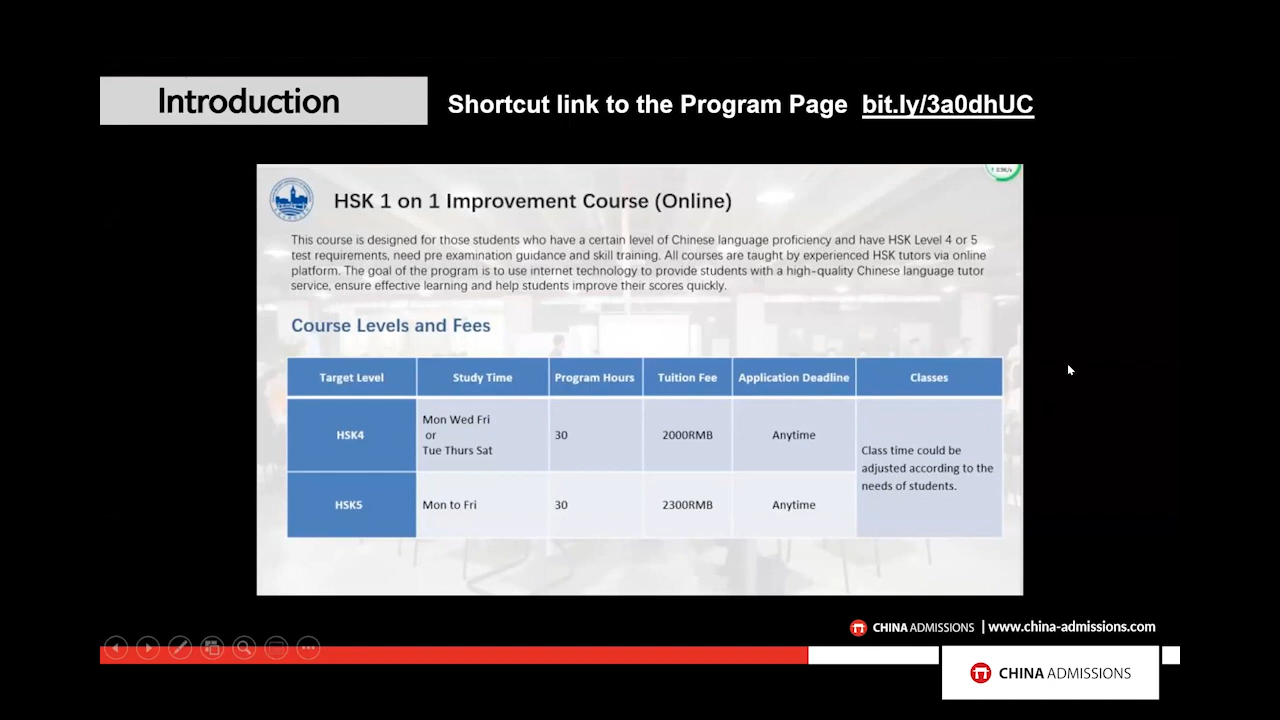 Introduction
Shortcut link to the Program Page bit.ly/3a0dhUC
HSK 1 on 1 Improvement Course (Online)
This course is designed for those students who have a certain level of Chinese language proficiency and have HSK Level 4 or 5
test requirements, need pre examination guidance and skill training. All courses are taught by experienced HSK tutors via online
platform. The goal of the program is to use internet technology to provide students with a high-quality Chinese language tutor
service, ensure effective learning and help students improve their scores quickly.
Course Levels and Fees
Target Level Study Time Program Hours Tuition Fee Application Deadline Classes
HSK4
Mon Wed Fri
or
Tue Thurs Sat
30
2000RMB
Anytime
Class time could be
adjusted according to the
needs of students.
HSK5
Mon to Fri
30
2300RMB
Anytime
CHINA ADMISSIONS | www.china-admissions.com
CHINA ADMISSIONS